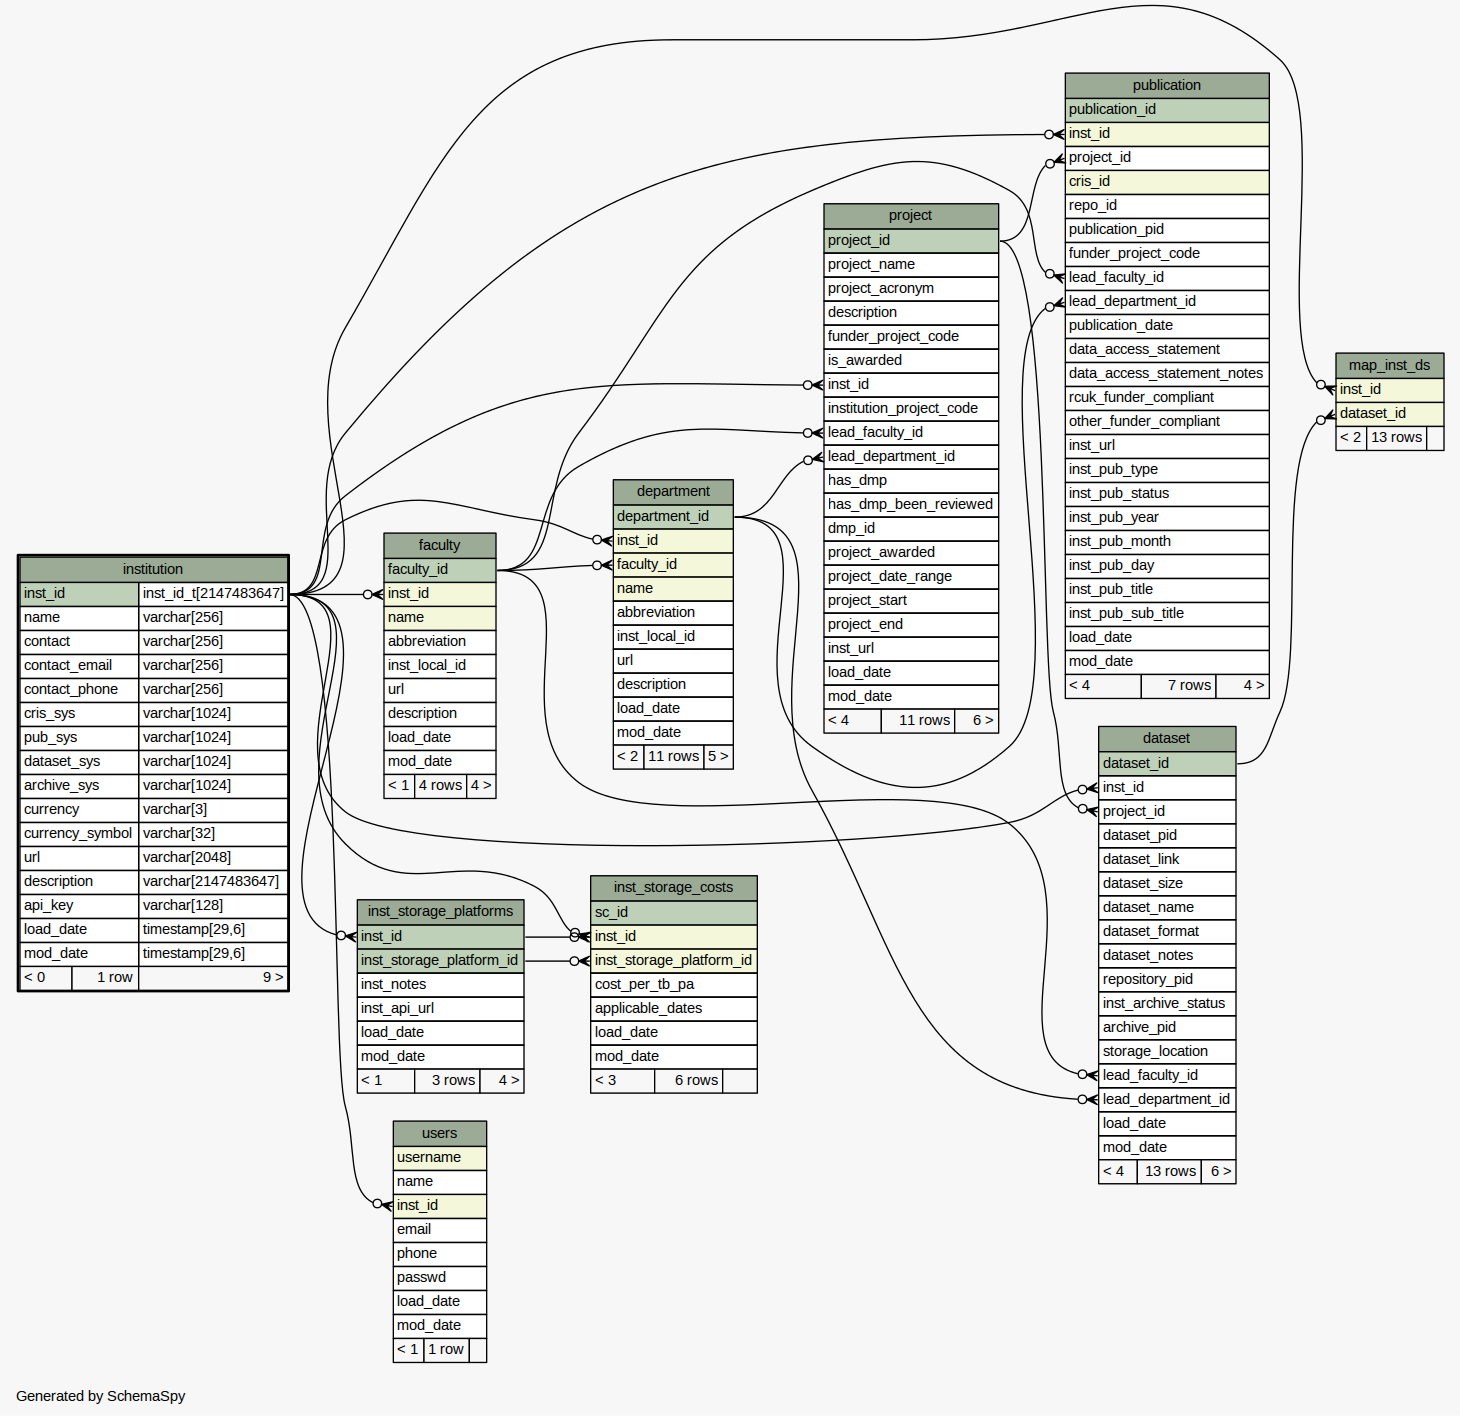 institution
inst_id inst_id_t[2147483647]
name varchar[256]
contact varchar[256]
contact_email varchar[256]
contact_phone varchar[256]
cris_sys varchar[1024]
pub_sys varchar[1024]
dataset_sys varchar[1024]
archive_sys varchar[1024]
currency varchar[3]
currency_symbol varchar[32]
url varchar[2048]
description varchar[2147483647]
api_key varchar[128]
load_date timestamp[29,6]
mod_date timestamp[29,6]
< 0 1 row 9 >
faculty
faculty_id
inst_id
name
abbreviation
inst_local_id
url
description
load_date
mod_date
< 1 4 rows 4 >
department
department_id
inst_id
faculty_id
name
abbreviation
inst_local_id
url
description
load_date
mod_date
< 2 11 rows 5 >
project
project_id
project_name
project_acronym
description
funder_project_code
is_awarded
inst_id
institution_project_code
lead_faculty_id
lead_department_id
has_dmp
has_dmp_been_reviewed
dmp_id
project_awarded
project_date_range
project_start
project_end
inst_url
load_date
mod_date
< 4 11 rows 6 >
publication
publication_id
inst_id
project_id
cris_id
repo_id
publication_pid
funder_project_code
lead_faculty_id
lead_department_id
publication_date
data_access_statement
data_access_statement_notes
rcuk_funder_compliant
other_funder_compliant
inst_url
inst_pub_type
inst_pub_status
inst_pub_year
inst_pub_month
inst_pub_day
inst_pub_title
inst_pub_sub_title
load_date
mod_date
< 4 7 rows 4 >
map_inst_ds
inst_id
dataset_id
< 2 13 rows
dataset
dataset_id
inst_id
project_id
dataset_pid
dataset_link
dataset_size
dataset_name
dataset_format
dataset_notes
repository_pid
inst_archive_status
archive_pid
storage_location
lead_faculty_id
lead_department_id
load_date
mod_date
< 4 13 rows 6 >
inst_storage_platforms
inst_id
inst_storage_platform_id
inst_notes
inst_api_url
load_date
mod_date
< 1 3 rows 4 >
inst_storage_costs
sc_id
inst_id
inst_storage_platform_id
cost_per_tb_pa
applicable_dates
load_date
mod_date
< 3 6 rows
users
username
name
inst_id
email
phone
passwd
load_date
mod_date
< 1 1 row
Generated by SchemaSpy